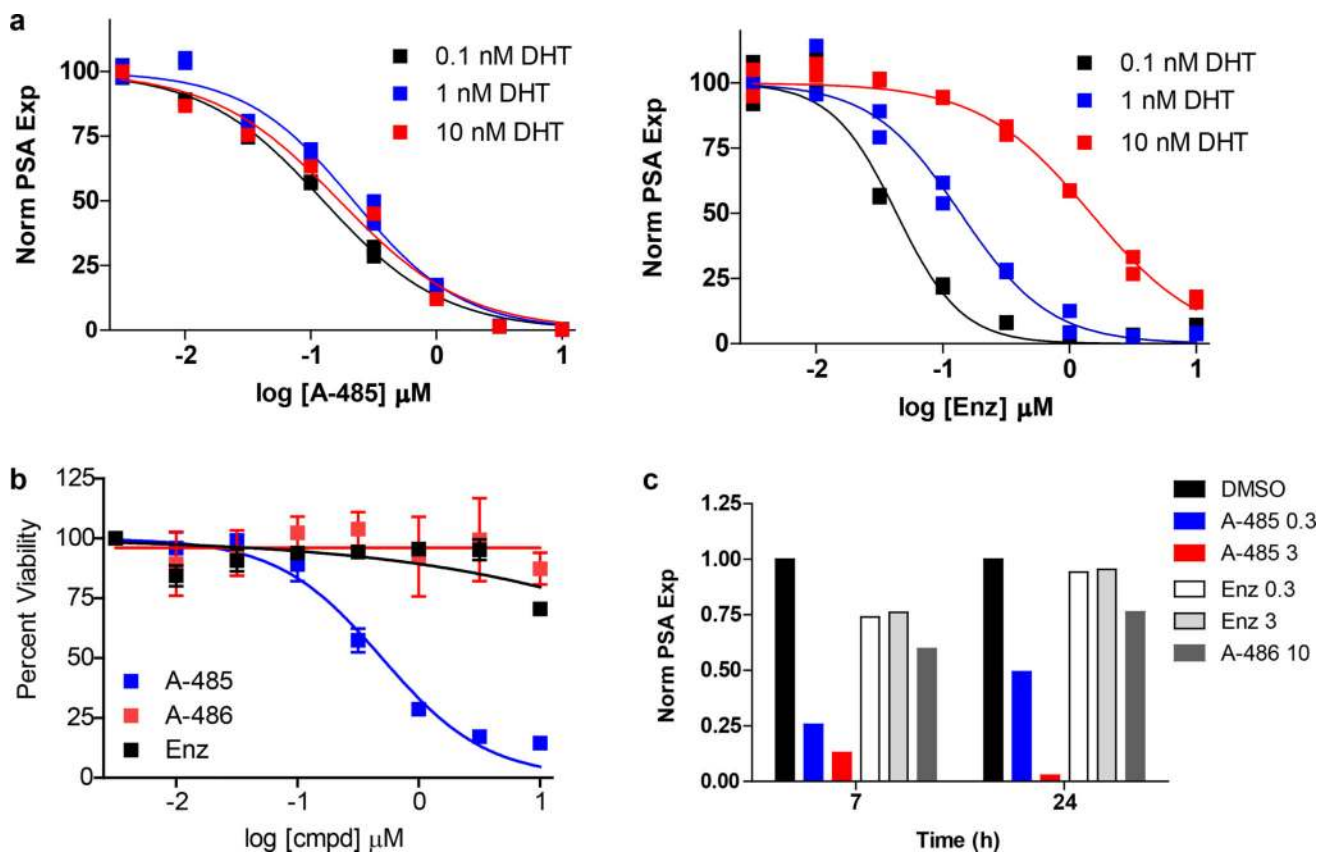 a
Norm PSA Exp
100
75
50
25
0
-2
-1
0
1
log [A-485] μM
0.1 nM DHT
1 nM DHT
10 nM DHT
Norm PSA Exp
100
75
50
25
0
-2
-1
0
1
log [Enz] μM
0.1 nM DHT
1 nM DHT
10 nM DHT
b
Percent Viability
125
100
75
50
25
0
-2
-1
0
1
log [cmpd] μM
A-485
A-486
Enz
c
Norm PSA Exp
1.25
1.00
0.75
0.50
0.25
0.00
7
24
Time (h)
DMSO
A-485 0.3
A-485 3
Enz 0.3
Enz 3
A-486 10